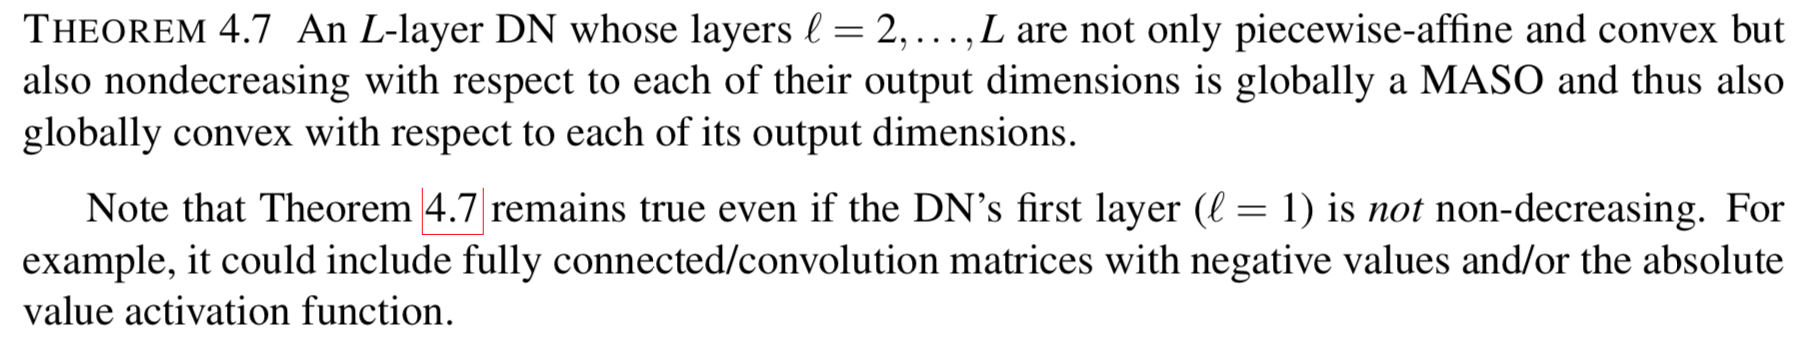 THEOREM 4.7 An L-layer DN whose layers ℓ = 2,...,L are not only piecewise-affine and convex but
also nondecreasing with respect to each of their output dimensions is globally a MASO and thus also
globally convex with respect to each of its output dimensions.
Note that Theorem 4.7 remains true even if the DN’s first layer (ℓ = 1) is not non-decreasing. For
example, it could include fully connected/convolution matrices with negative values and/or the absolute
value activation function.